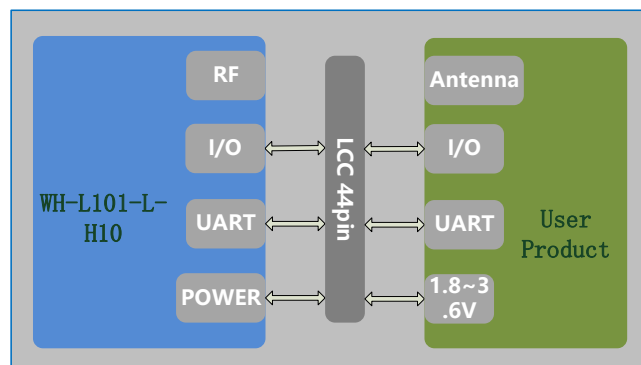 RF
I/O
UART
POWER
WH-L101-L-
H10
LCC 44pin
Antenna
I/O
UART
1.8~3
.6V
User
Product